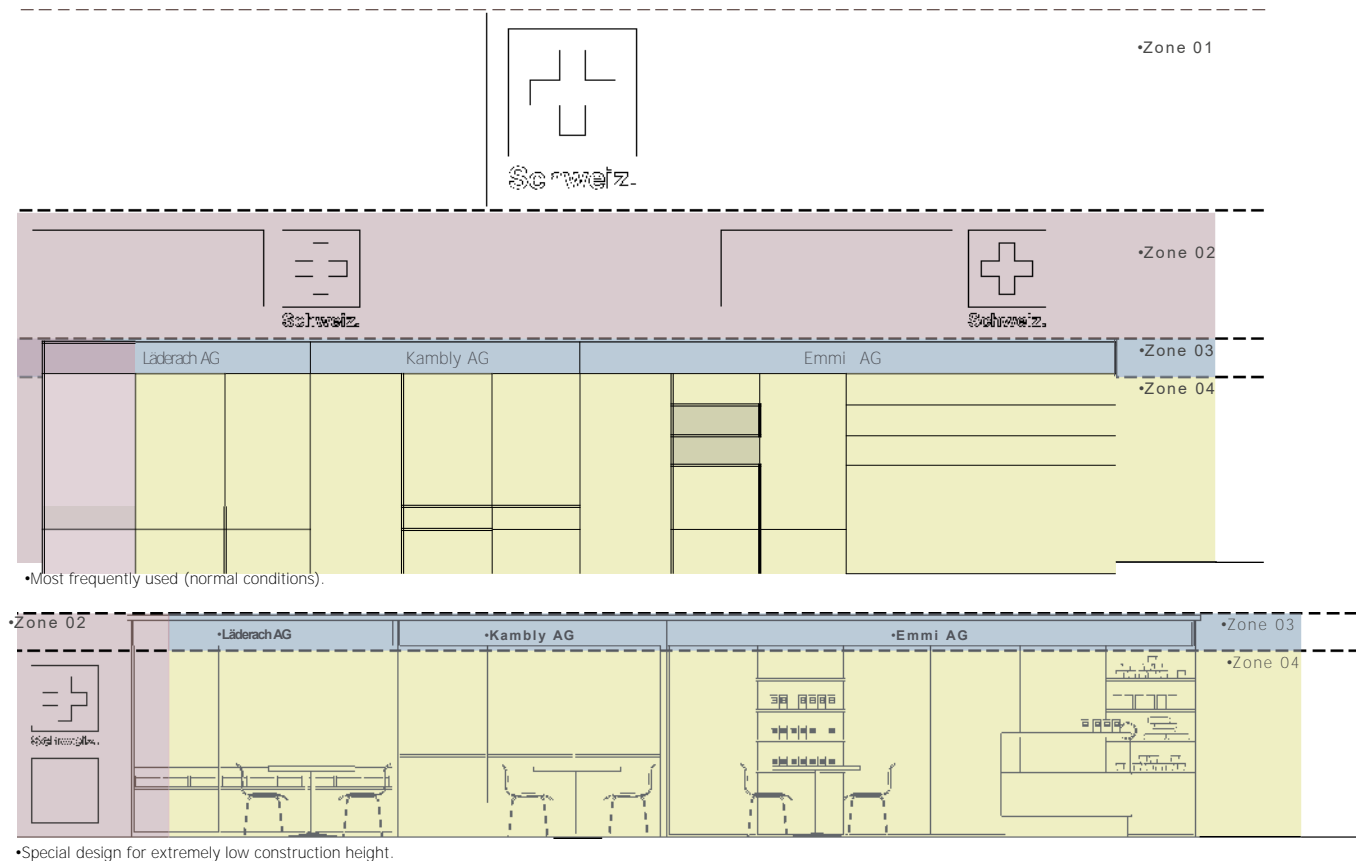 •Zone 01
Schweiz.
•Zone 02
Schweiz.
Schweiz.
•Zone 03
Läderach AG
Kambly AG
Emmi AG
•Zone 04
•Most frequently used (normal conditions).
•Zone 02
•Läderach AG
•Kambly AG
•Emmi AG
•Zone 03
•Zone 04
•Special design for extremely low construction height.